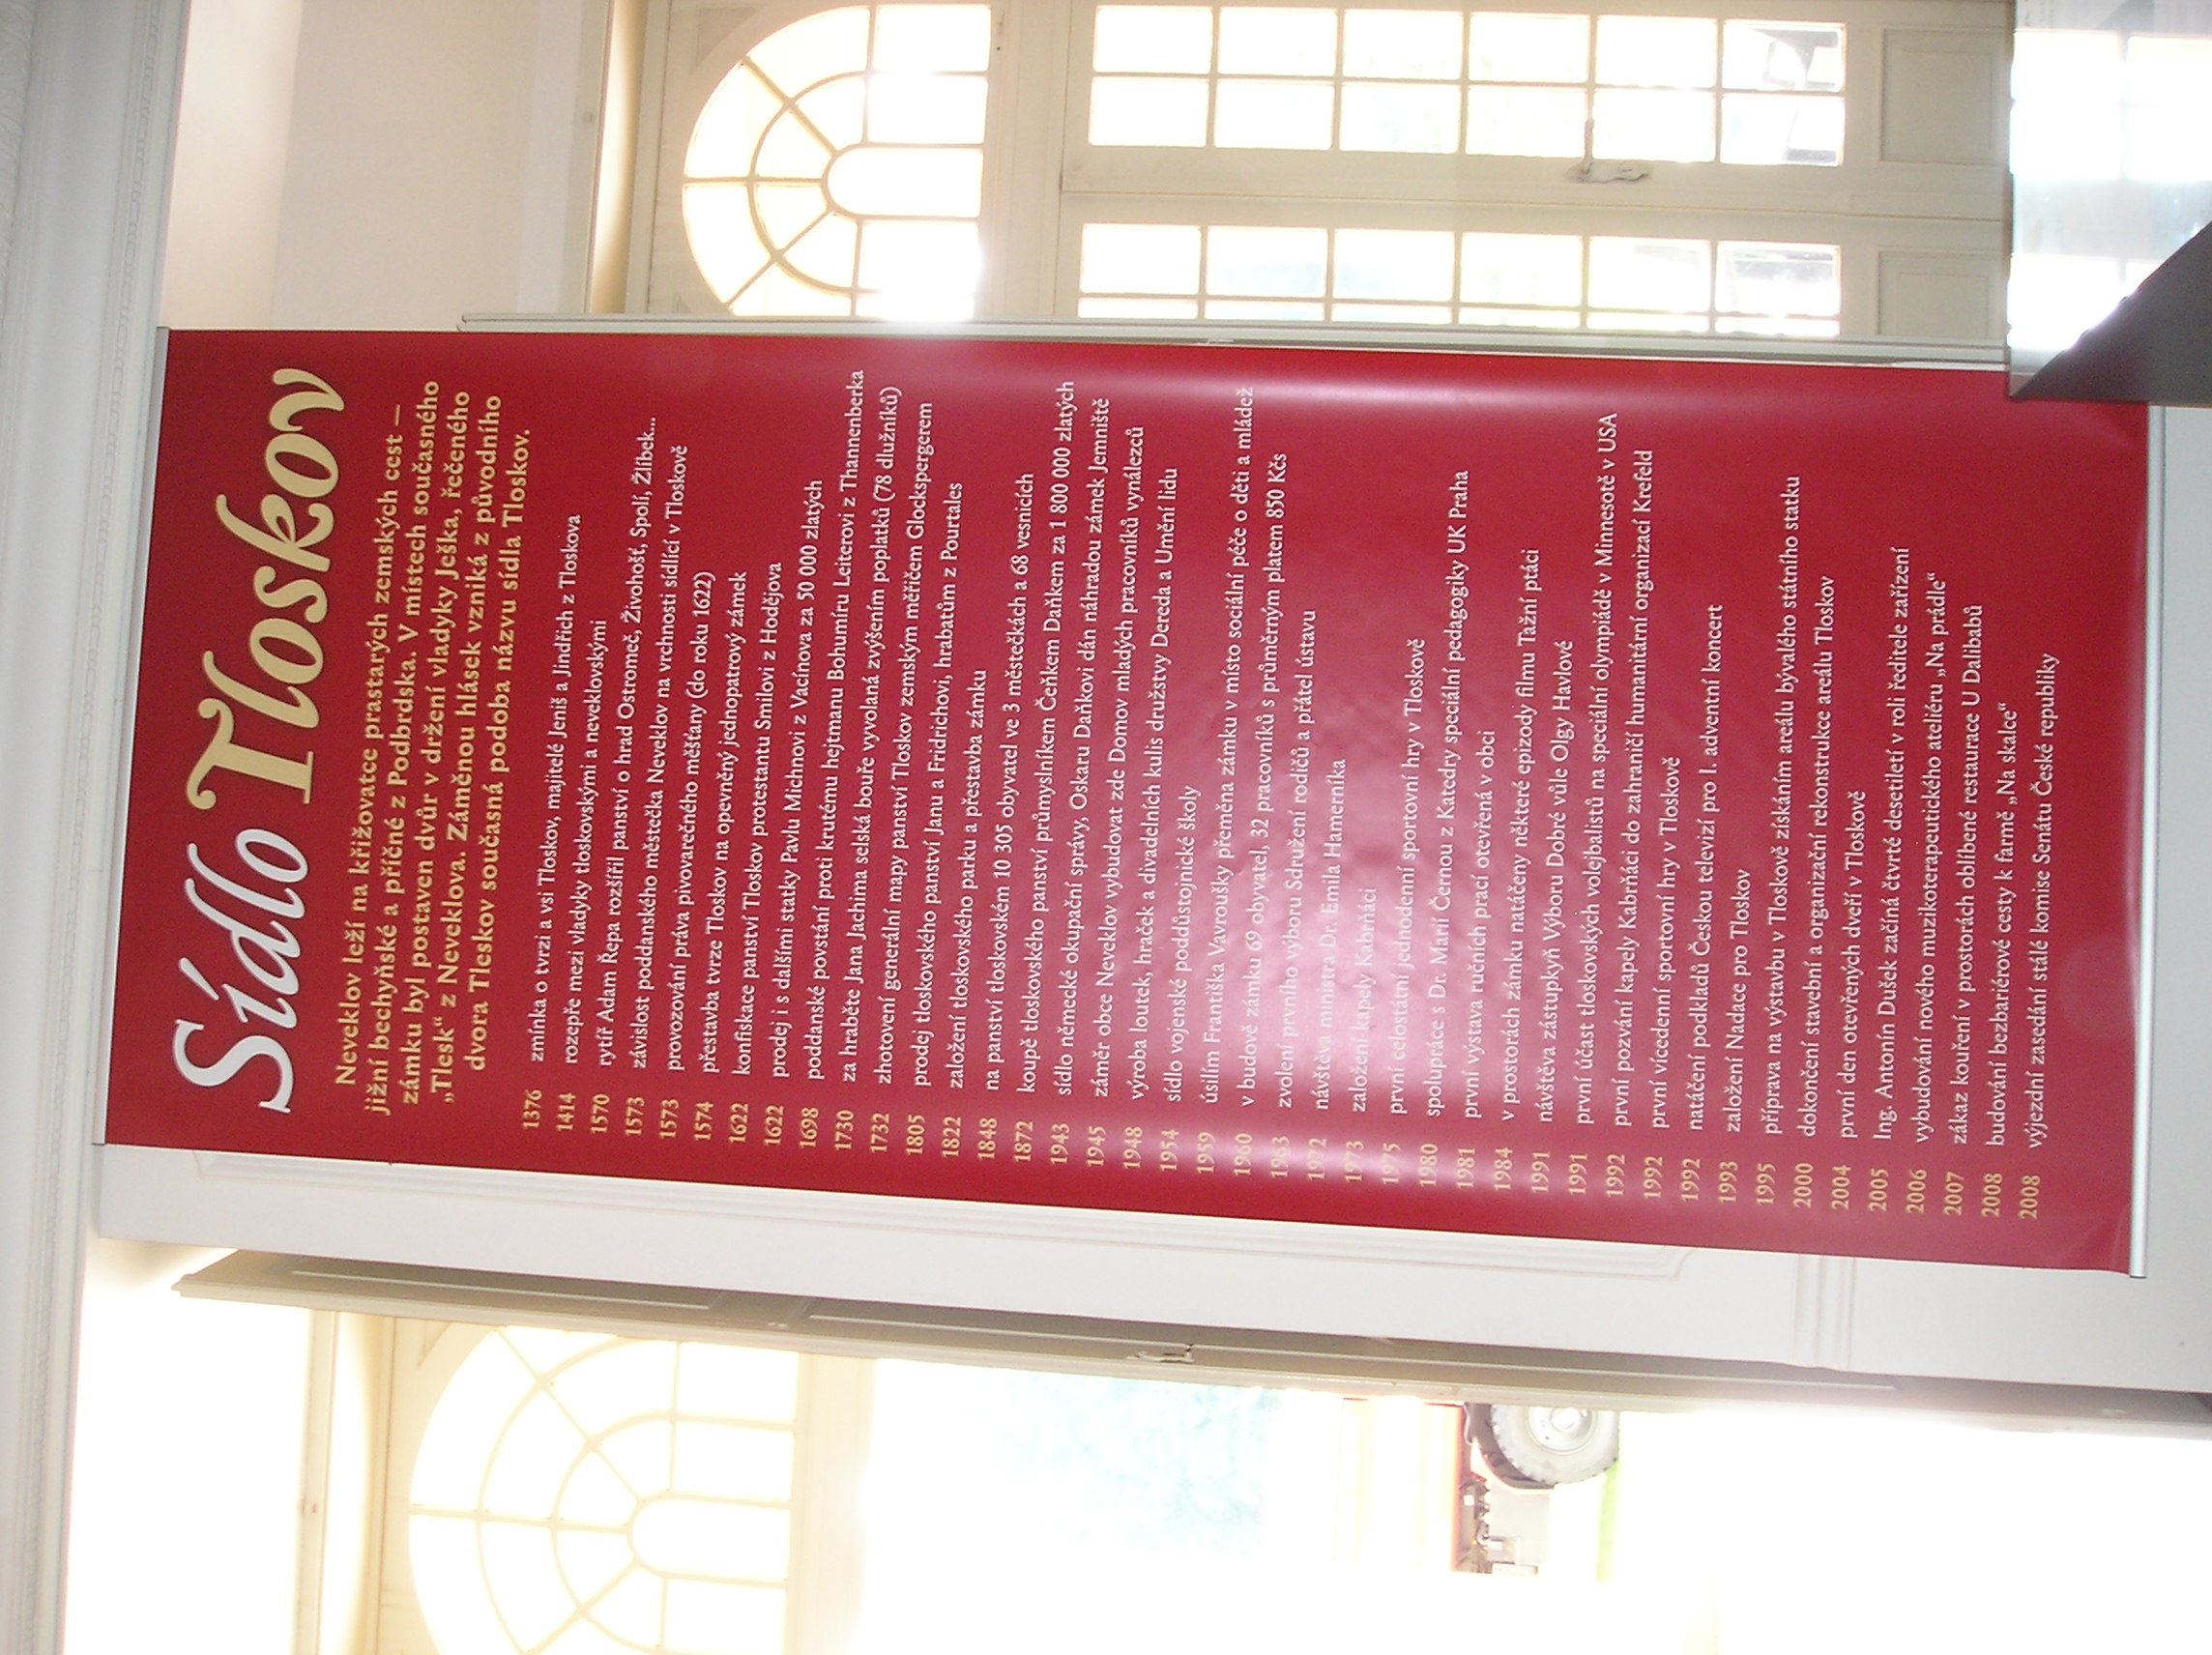 Sídlo Tloskov
Neveklov leží na křižovatce prastarých zemských cest –
jižní bechyňské a příčné z Podbrdska. V místech současného
zámku byl postaven dvůr v držení vladyky Ješka, řečeného
„Tlesk“ z Neveklova. Záměnou hlásek vzniká z původního
dvora Tleskov současná podoba názvu sídla Tloskov.
1376 zmínka o tvrzi a vsi Tloskov, majitelé Jeniš a Jindřich z Tloskova
1414 rozepře mezi vladyky tloskovskými a neveklovskými
1570 rytíř Adam Řepa rozšířil panství o hrad Ostromeč, Živohošť, Spolí, Žlíbek...
1573 závislost poddanského městečka Neveklov na vrchnosti sídlící v Tloskově
1573 provozování práva pivovarečného měšťany (do roku 1622)
1574 přestavba tvrze Tloskov na opevněný jednopatrový zámek
1622 konfiskace panství Tloskov protestantu Smilovi z Hodějova
1622 prodej i s dalšími statky Pavlu Michnovi z Vacínova za 50 000 zlatých
1698 poddanské povstání proti krutému hejtmanu Bohumíru Leiterovi z Thannenberka
1730 za hraběte Jana Jachima selská bouře vyvolaná zvýšením poplatků (78 dlužníků)
1732 zhotovení generální mapy panství Tloskov zemským měřičem Glockspergerem
1805 prodej tloskovského panství Janu a Fridrichovi, hrabatům z Pourtales
1822 založení tloskovského parku a přestavba zámku
1848 na panství tloskovském 10 305 obyvatel ve 3 městečkách a 68 vesnicích
1872 koupě tloskovského panství průmyslníkem Čeňkem Daňkem za 1 800 000 zlatých
1943 sídlo německé okupační správy, Oskaru Daňkovi dán náhradou zámek Jemniště
1945 záměr obce Neveklov vybudovat zde Domov mladých pracovníků vynálezců
1948 výroba loutek, hraček a divadelních kulis družstvy Dereda a Umění lidu
1954 sídlo vojenské poddůstojnické školy
1959 úsilím Františka Vavroušky přeněna zámku v místo sociální péče o děti a mládež
1960 v budově zámku 69 obyvatel, 32 pracovníků s průměrným platem 850 Kčs
1963 zvolení prvního výboru Sdružení rodičů a přátel ústavu
1972 návštěva ministra Dr. Emila Hamerníka
1973 založení kapely Kabrňáci
1975 první celostátní jednodenní sportovní hry v Tloskově
1980 spolupráce s Dr. Marií Černou z Katedry speciální pedagogiky UK Praha
1981 první výstava ručních prací otevřená v obci
1984 v prostorách zámku natáčeny některé epizody filmu Tažní ptáci
1991 návštěva zástupkyň Výboru Dobré vůle Olgy Havlové
1991 první účast tloskovských volejbalistů na speciální olympiádě v Minnesotě v USA
1992 první pozvání kapely Kabrňáci do zahraničí humanitární organizací Krefeld
1992 první vícedenní sportovní hry v Tloskově
1992 natáčení podkladů Českou televizí pro I. adventní koncert
1993 založení Nadace pro Tloskov
1995 příprava na výstavbu v Tloskově získáním areálu bývalého státního statku
2000 dokončení stavební a organizační rekonstrukce areálu Tloskov
2004 první den otevřených dveří v Tloskově
2005 Ing. Antonín Dušek začíná čtvrté desetiletí v roli ředitele zařízení
2006 vybudování nového muzikoterapeutického ateliéru „Na prádle“
2007 zákaz kouření v prostorách oblíbené restaurace U Dalibabů
2008 budování bezbariérové cesty k farmě „Na skalce“
2008 výjezdní zasedání stálé komise Senátu České republiky